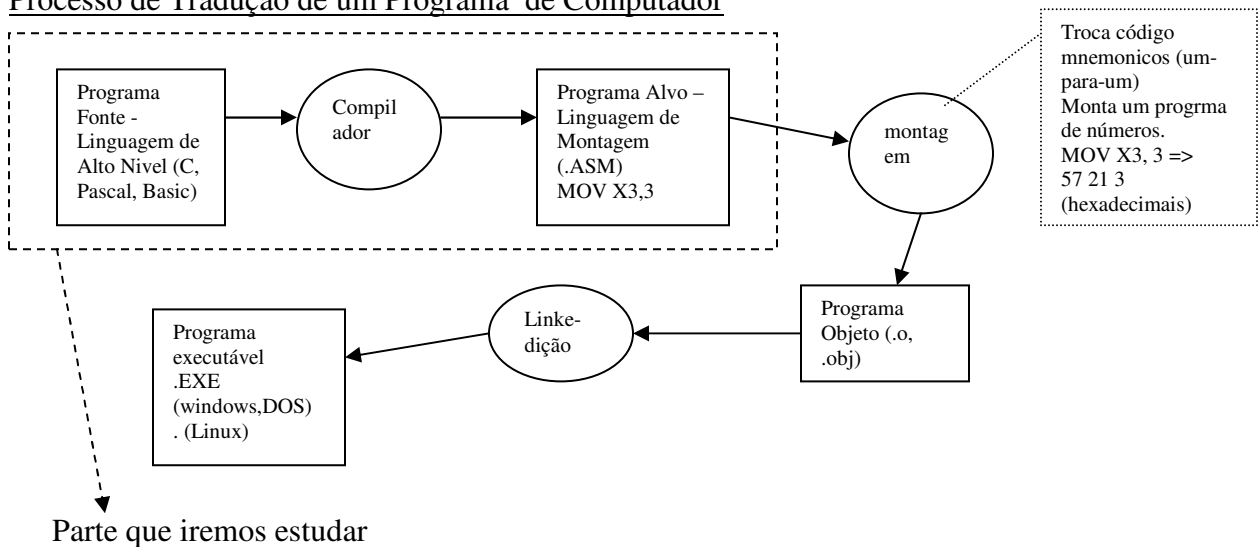 Processo de Tradução de um Programa de Computador
Programa
Fonte -
Linguagem de
Alto Nivel (C,
Pascal, Basic)
Compil
ador
Programa Alvo –
Linguagem de
Montagem
(.ASM)
MOV X3,3
montag
em
Troca código
mnemonicos (um-
para-um)
Monta um progrma
de números.
MOV X3, 3 =>
57 21 3
(hexadecimais)
Programa
executável
.EXE
(windows,DOS)
. (Linux)
Linke-
dição
Programa
Objeto (.o,
.obj)
Parte que iremos estudar